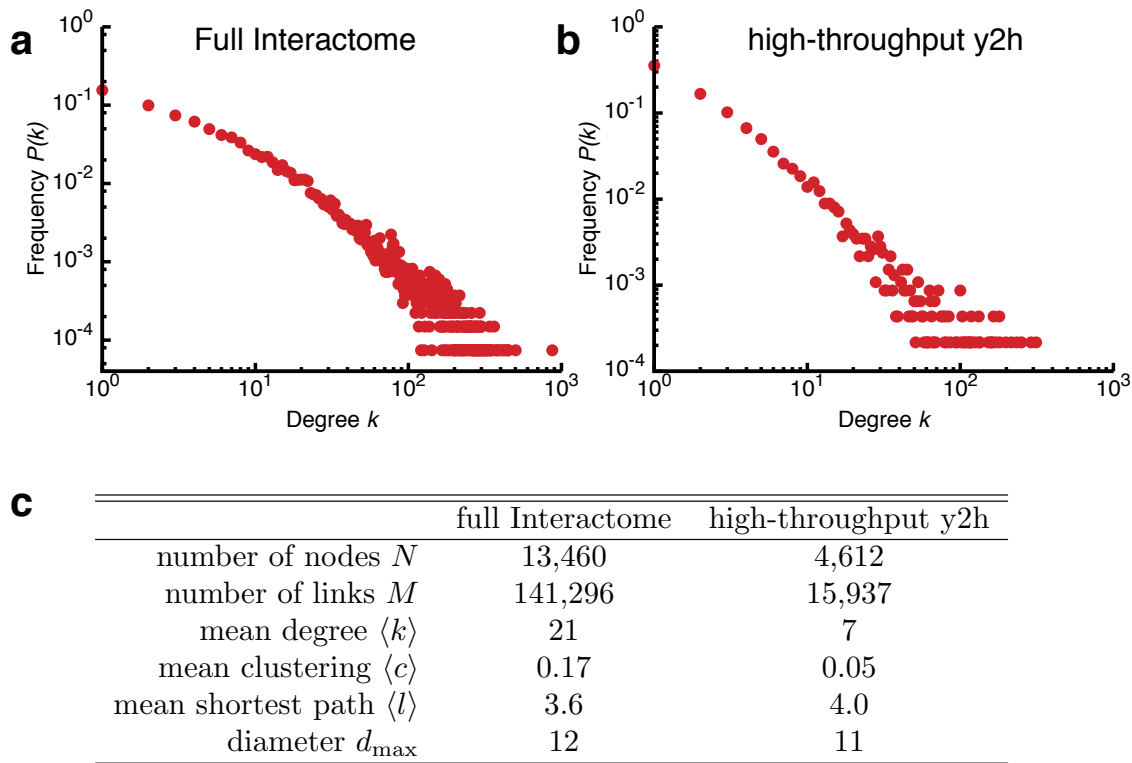 a Full Interactome
Frequency P(k)
10^0
10^-1
10^-2
10^-3
10^-4
10^0 10^1 10^2 10^3
Degree k
b high-throughput y2h
Frequency P(k)
10^0
10^-1
10^-2
10^-3
10^-4
10^0 10^1 10^2 10^3
Degree k
c
full Interactome high-throughput y2h
number of nodes N 13,460 4,612
number of links M 141,296 15,937
mean degree ⟨k⟩ 21 7
mean clustering ⟨c⟩ 0.17 0.05
mean shortest path ⟨l⟩ 3.6 4.0
diameter d_max 12 11